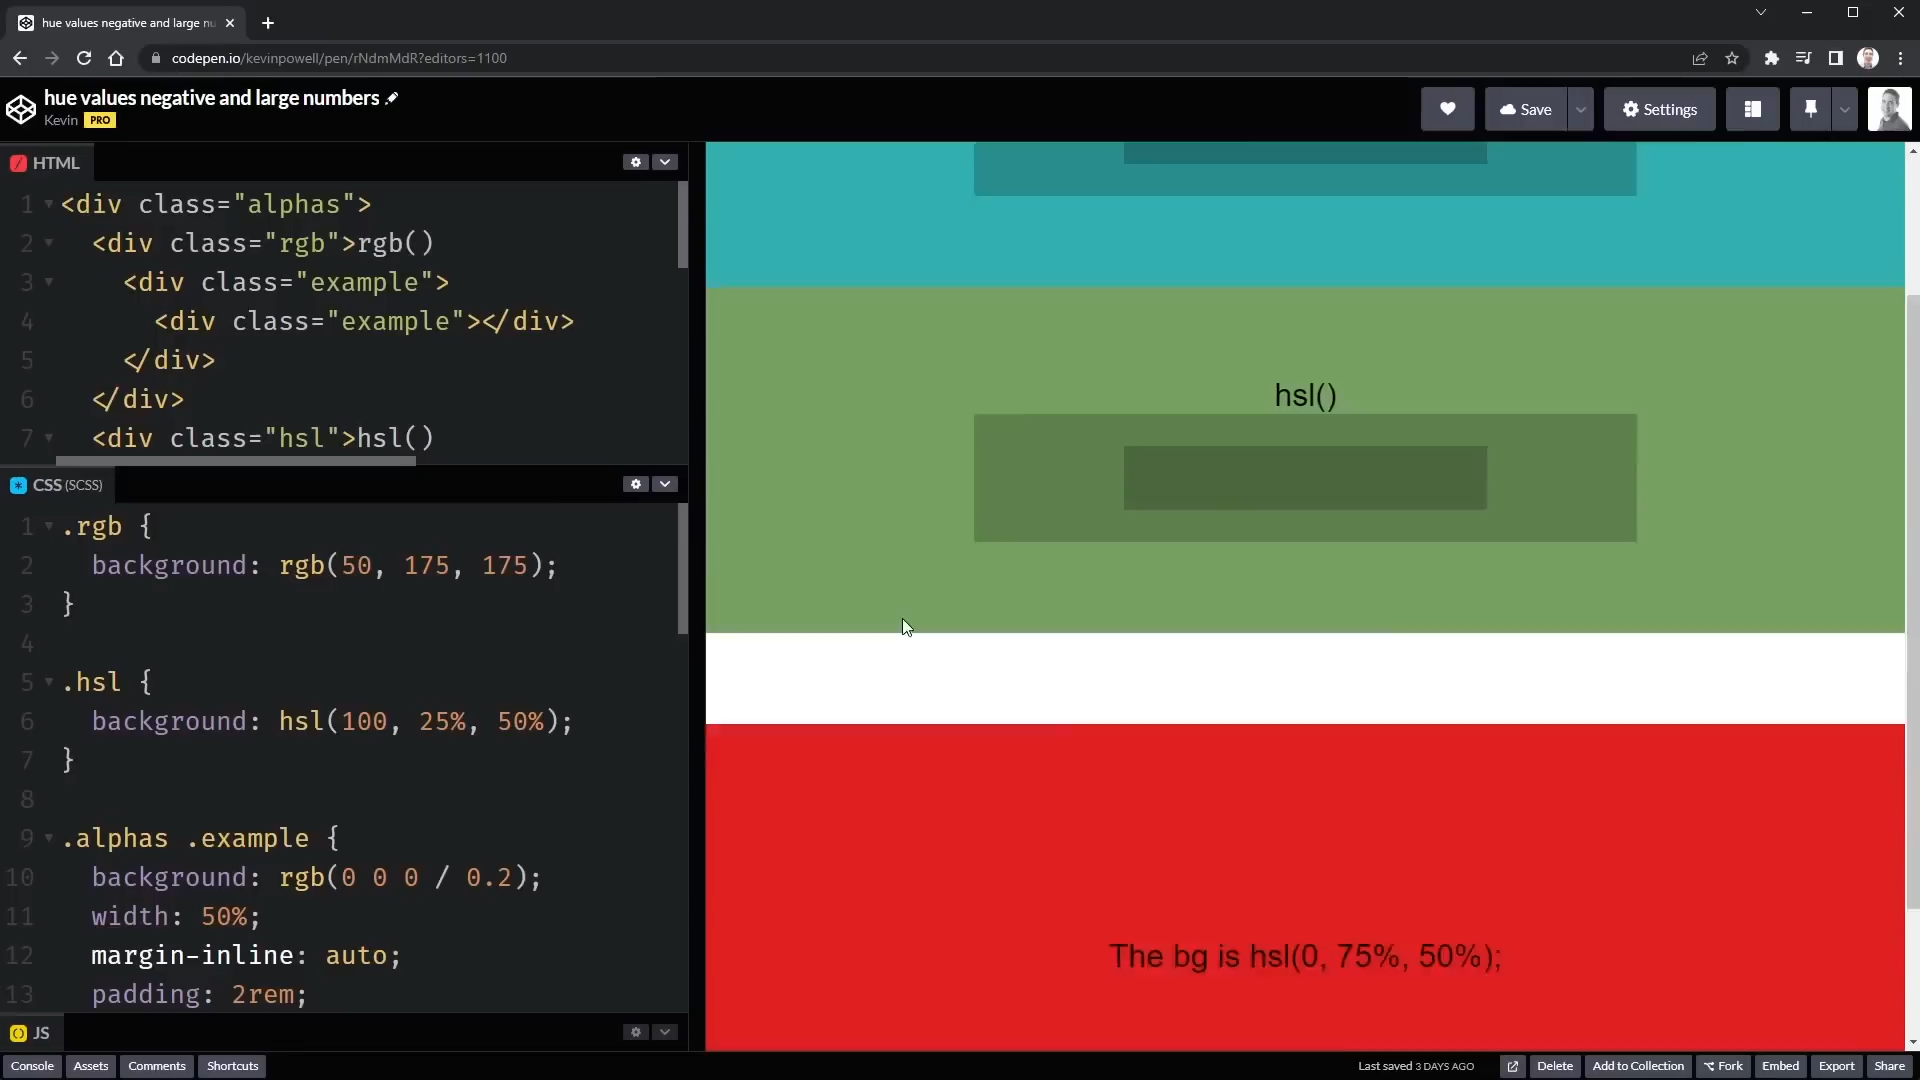 hue values negative and large nu
codepen.io/kevinpowell/pen/rNdmMdR?editors=1100
hue values negative and large numbers
Kevin PRO
Save
Settings
HTML
1 <div class="alphas">
2 <div class="rgb">rgb()
3 <div class="example">
4 <div class="example"></div>
5 </div>
6 </div>
7 <div class="hsl">hsl()
CSS (SCSS)
1 .rgb {
2 background: rgb(50, 175, 175);
3 }
4
5 .hsl {
6 background: hsl(100, 25%, 50%);
7 }
8
9 .alphas .example {
10 background: rgb(0 0 0 / 0.2);
11 width: 50%;
12 margin-inline: auto;
13 padding: 2rem;
JS
hsl()
The bg is hsl(0, 75%, 50%);
Console Assets Comments Shortcuts Last saved 3 DAYS AGO Delete Add to Collection Fork Embed Export Share